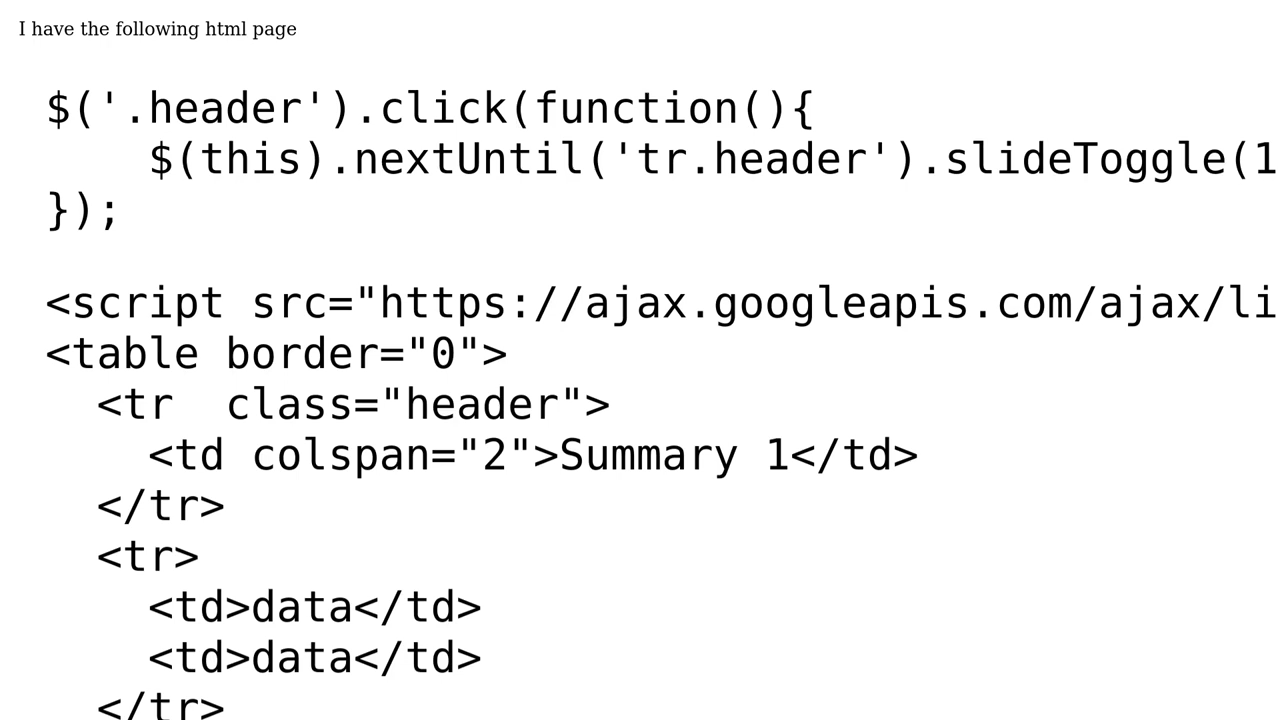 I have the following html page
$('.header').click(function(){
    $(this).nextUntil('tr.header').slideToggle(1
});
<script src="https://ajax.googleapis.com/ajax/li
<table border="0">
  <tr  class="header">
    <td colspan="2">Summary 1</td>
  </tr>
  <tr>
    <td>data</td>
    <td>data</td>
  </tr>